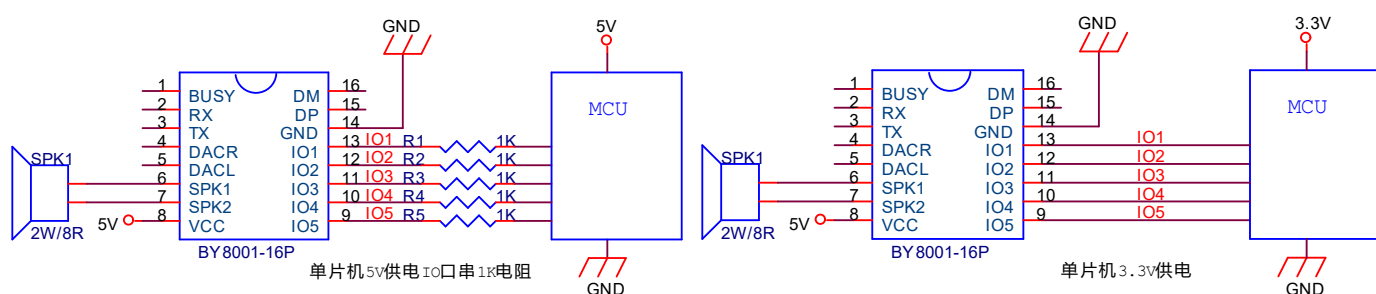 GND
5V
1 BUSY DM 16
2 RX DP 15
3 TX GND 14
4 DACR IO1 13 IO1 R1 1K
5 DACL IO2 12 IO2 R2 1K
6 SPK1 IO3 11 IO3 R3 1K
7 SPK2 IO4 10 IO4 R4 1K
8 VCC IO5 9 IO5 R5 1K
MCU
SPK1
2W/8R
5V
BY8001-16P
GND
单片机5V供电IO口串1K电阻
GND
3.3V
1 BUSY DM 16
2 RX DP 15
3 TX GND 14
4 DACR IO1 13 IO1
5 DACL IO2 12 IO2
6 SPK1 IO3 11 IO3
7 SPK2 IO4 10 IO4
8 VCC IO5 9 IO5
MCU
SPK1
2W/8R
5V
BY8001-16P
GND
单片机3.3V供电